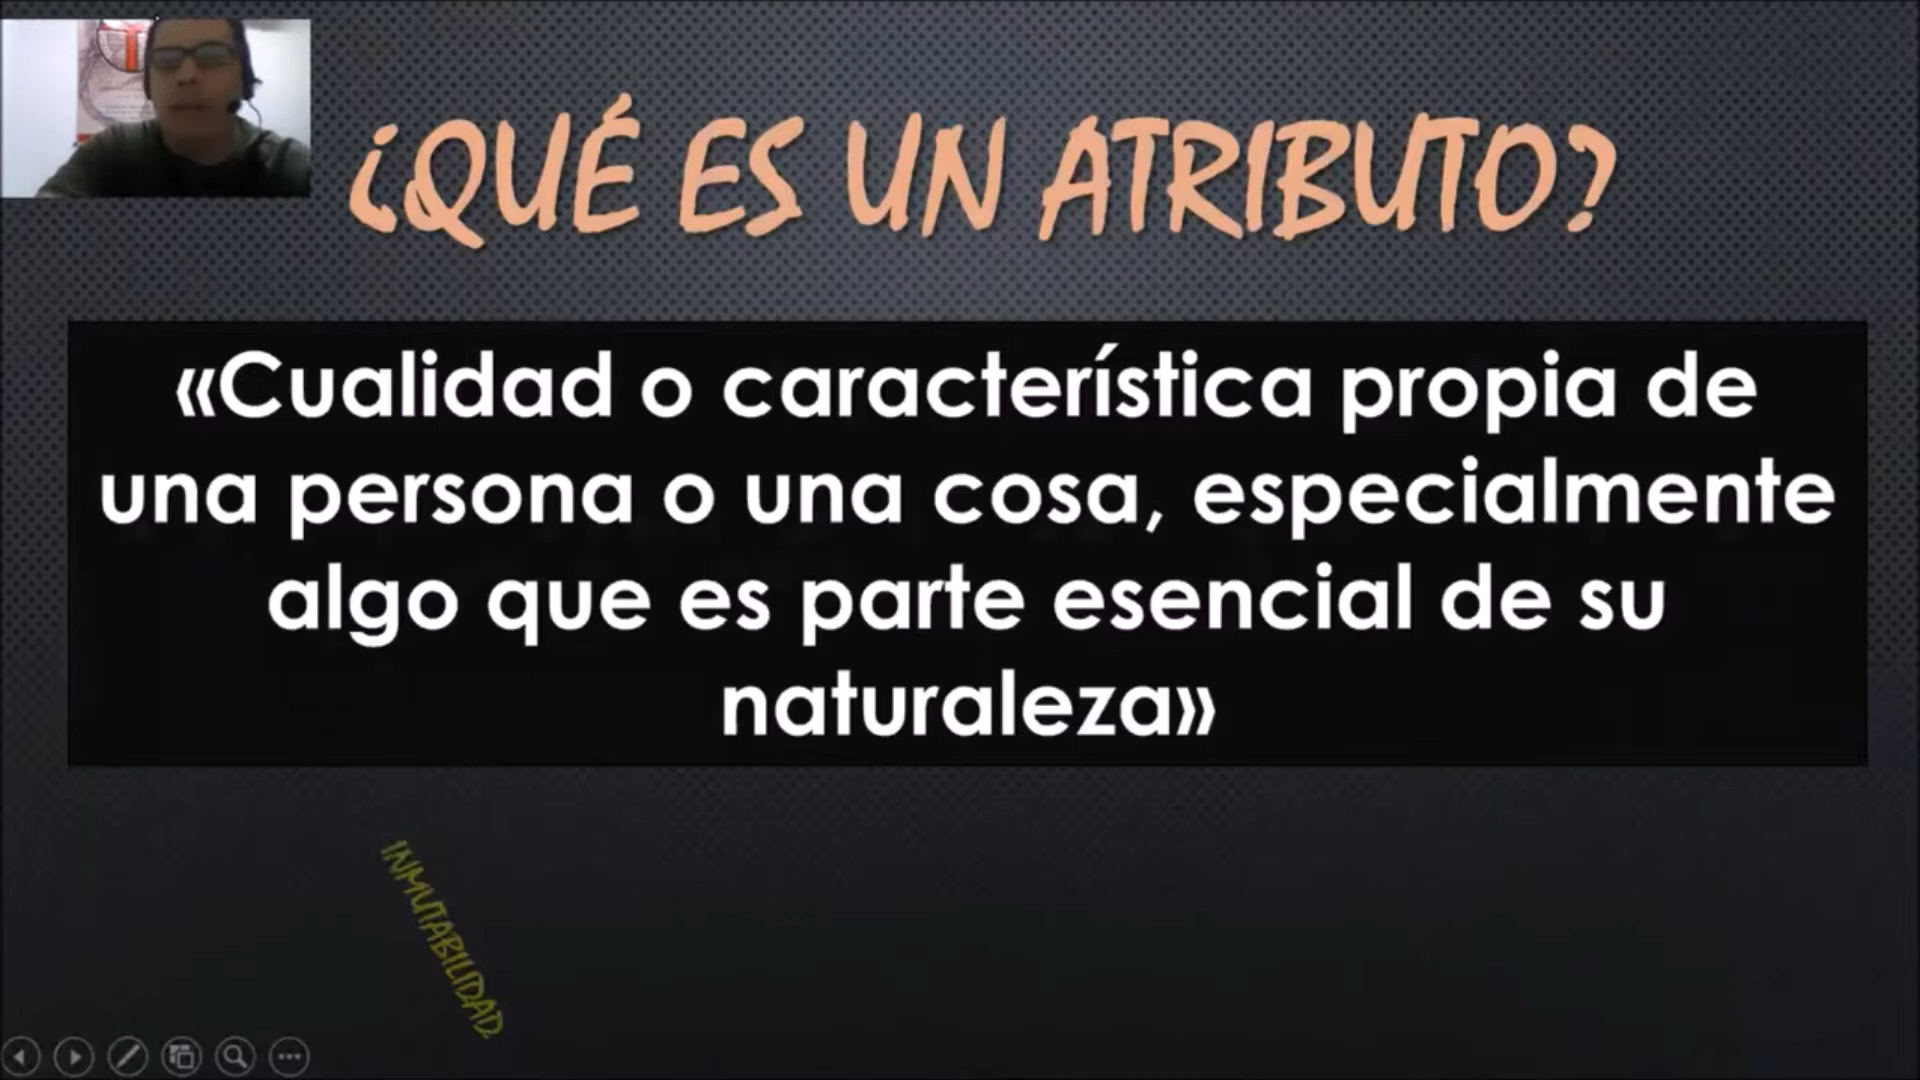 ¿QUÉ ES UN ATRIBUTO?
«Cualidad o característica propia de
una persona o una cosa, especialmente
algo que es parte esencial de su
naturaleza»
INMUTABILIDAD